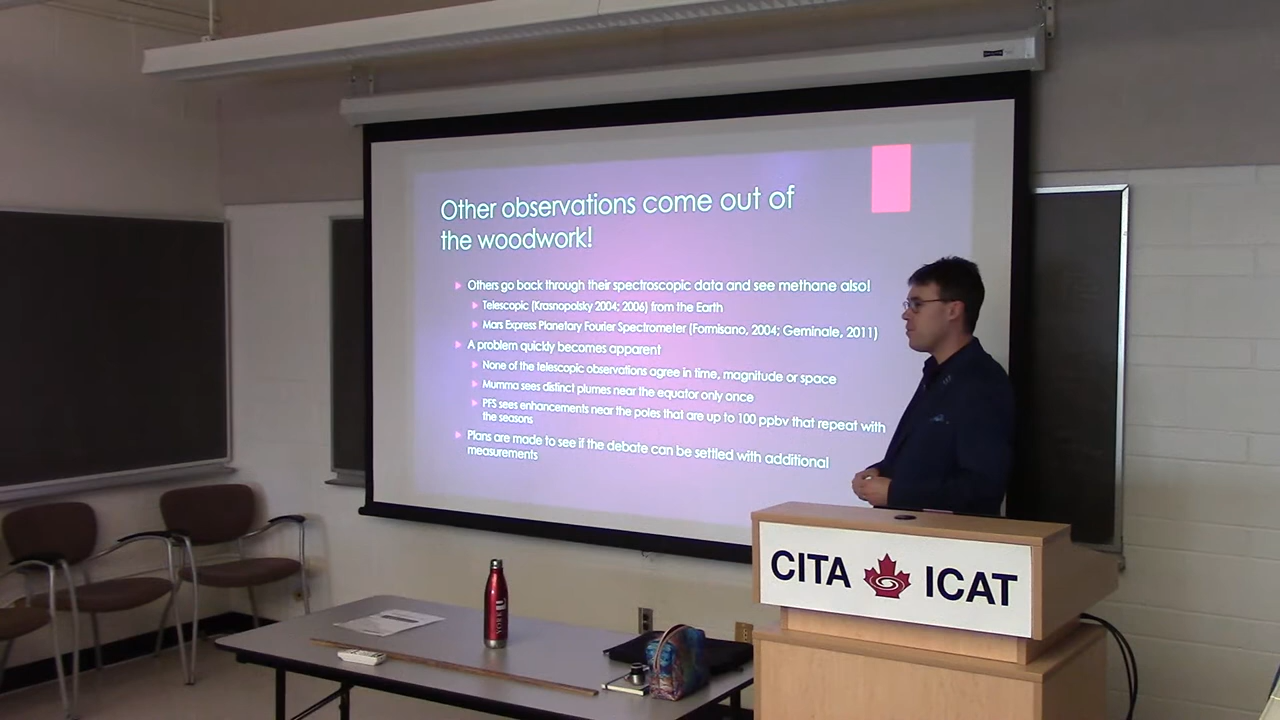 Other observations come out of
the woodwork!
Others go back through their spectroscopic data and see methane also!
Telescopic (Krasnopolsky 2004; 2006) from the Earth
Mars Express Planetary Fourier Spectrometer (Formisano, 2004; Geminale, 2011)
A problem quickly becomes apparent
None of the telescopic observations agree in time, magnitude or space
Mumma sees distinct plumes near the equator only once
PFS sees enhancements near the poles that are up to 100 ppbv that repeat with
the seasons
Plans are made to see if the debate can be settled with additional
measurements
CITA ICAT
YORK U